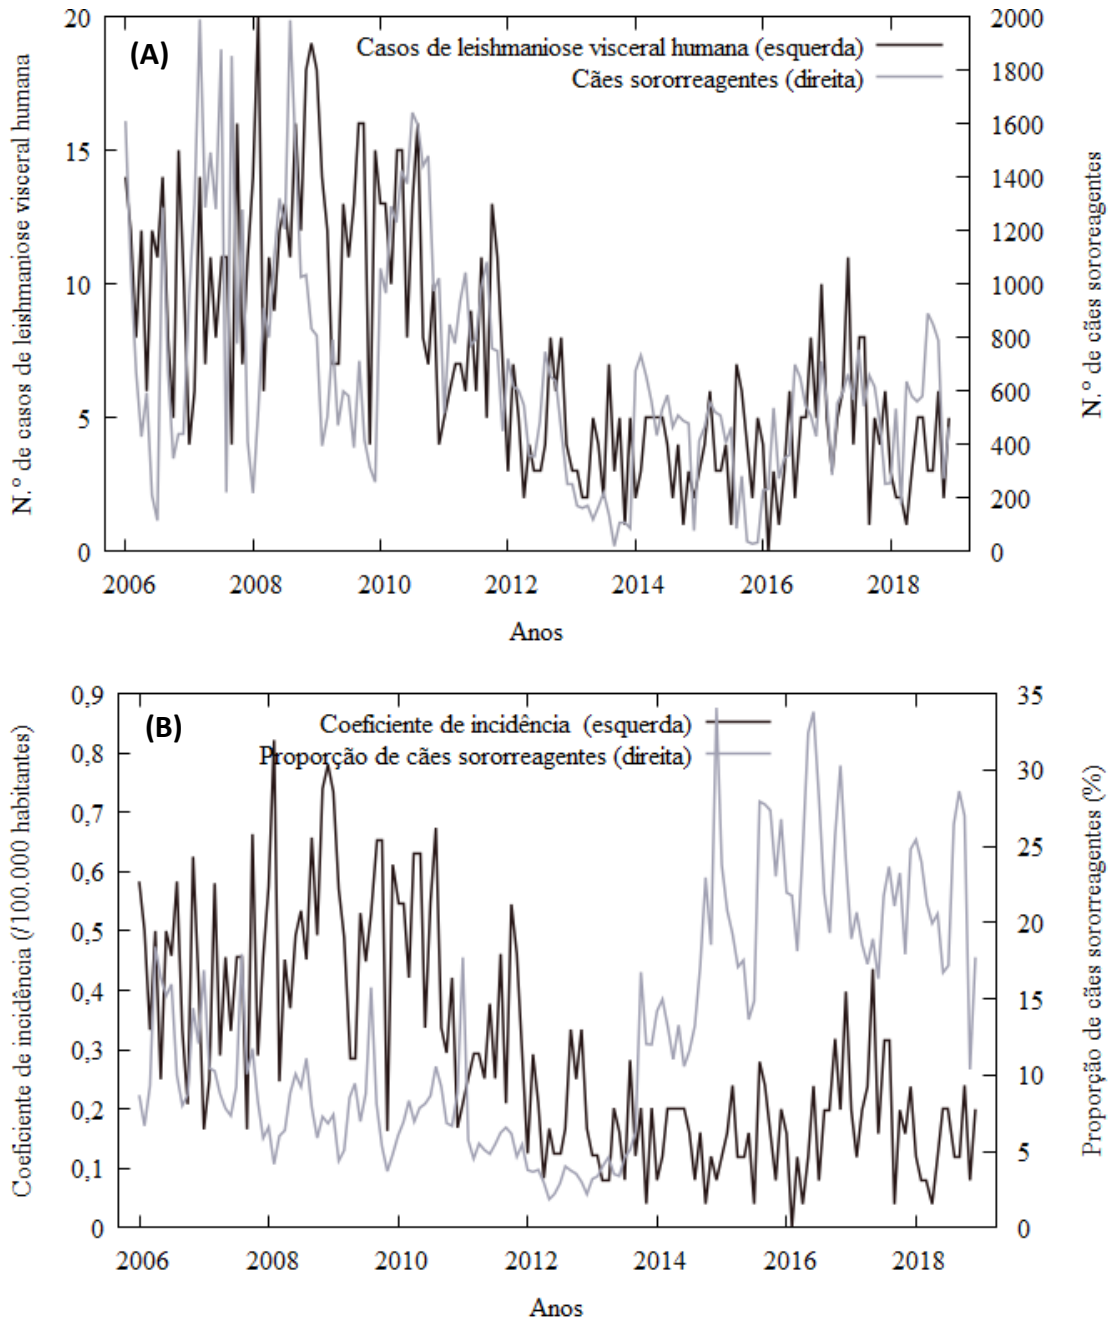 (A)
Casos de leishmaniose visceral humana (esquerda)
Cães sororreagentes (direita)
N.º de casos de leishmaniose visceral humana
20
15
10
5
0
2000
1800
1600
1400
1200
1000
800
600
400
200
0
N.º de cães sororeagentes
2006 2008 2010 2012 2014 2016 2018
Anos
(B)
Coeficiente de incidência (esquerda)
Proporção de cães sororreagentes (direita)
Coeficiente de incidência (/100.000 habitantes)
0,9
0,8
0,7
0,6
0,5
0,4
0,3
0,2
0,1
0
35
30
25
20
15
10
5
0
Proporção de cães sororreagentes (%)
2006 2008 2010 2012 2014 2016 2018
Anos